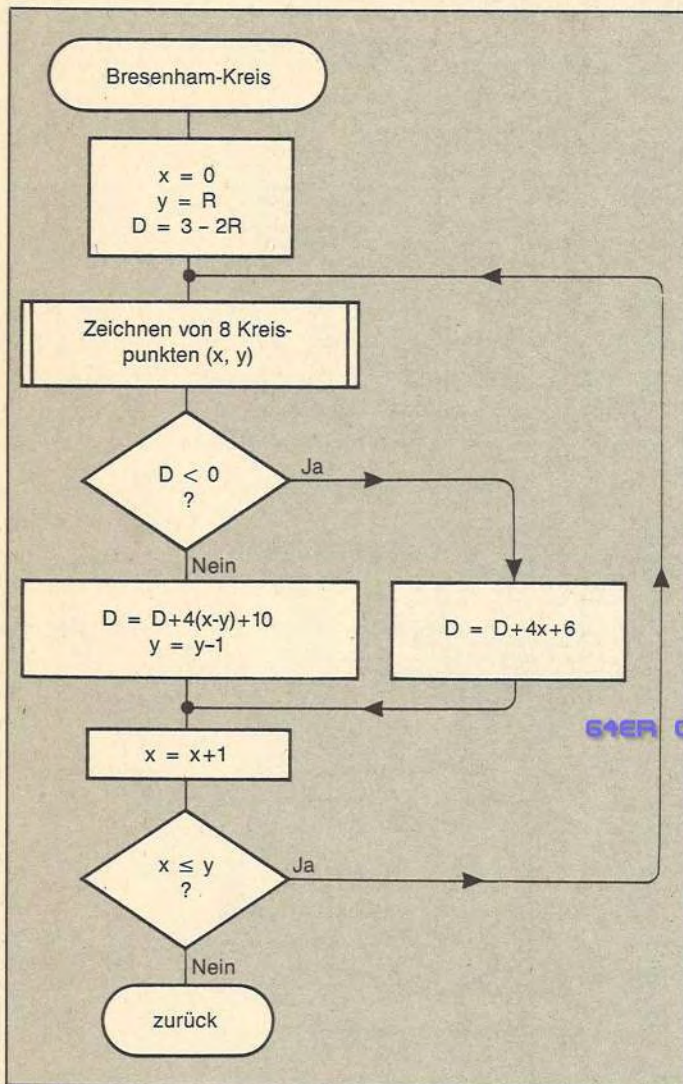 Bresenham-Kreis
x = 0
y = R
D = 3 – 2R
Zeichnen von 8 Kreis-
punkten (x, y)
D < 0
?
Ja
Nein
D = D+4(x-y)+10
y = y–1
D = D+4x+6
x = x+1
64ER
x ≤ y
?
Ja
Nein
zurück